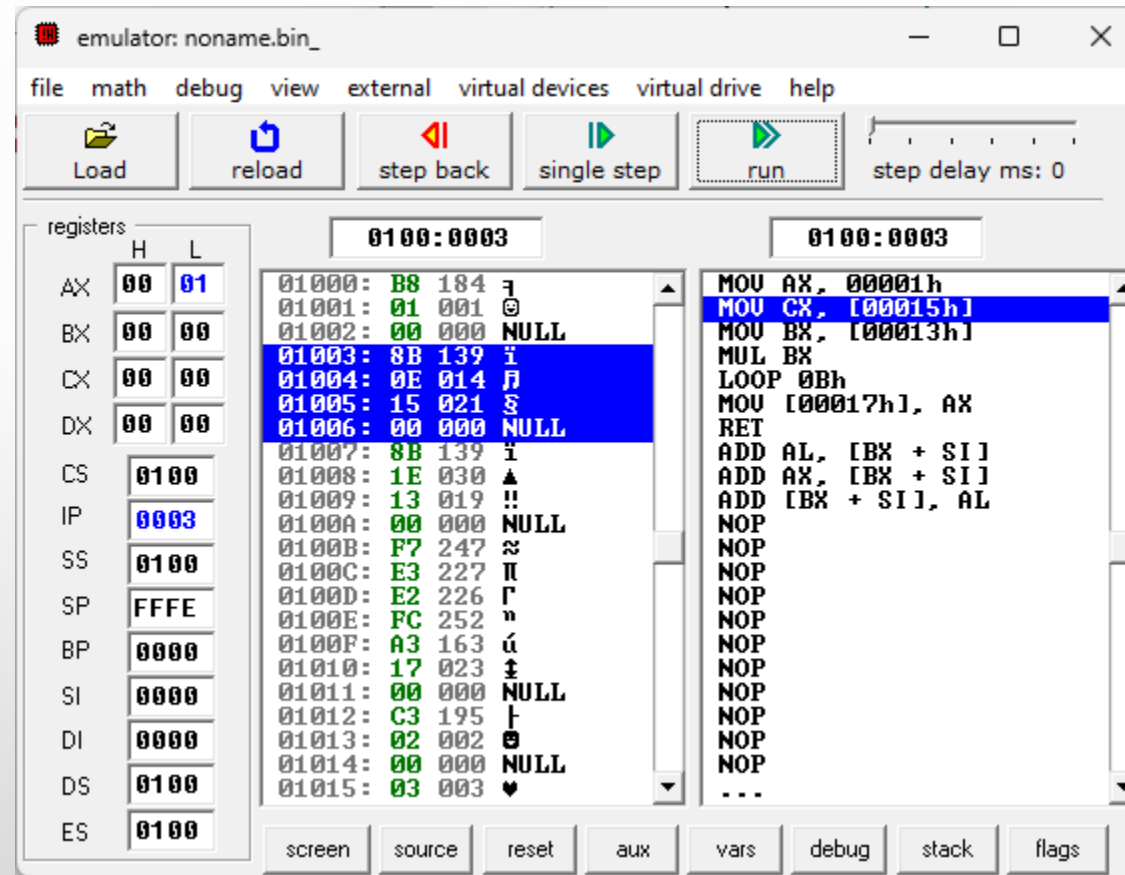 emulator: noname.bin_
file math debug view external virtual devices virtual drive help
Load reload step back single step run step delay ms: 0
registers
H L
0100:0003 0100:0003
AX 00 01
BX 00 00
CX 00 00
DX 00 00
CS 0100
IP 0003
SS 0100
SP FFFE
BP 0000
SI 0000
DI 0000
DS 0100
ES 0100
01000: B8 184 ╕
01001: 01 001 ☺
01002: 00 000 NULL
01003: 8B 139 ï
01004: 0E 014 ♫
01005: 15 021 §
01006: 00 000 NULL
01007: 8B 139 ï
01008: 1E 030 ▲
01009: 13 019 ‼
0100A: 00 000 NULL
0100B: F7 247 ≈
0100C: E3 227 π
0100D: E2 226 Γ
0100E: FC 252 ⁿ
0100F: A3 163 ú
01010: 17 023 ↨
01011: 00 000 NULL
01012: C3 195 ├
01013: 02 002 ☻
01014: 00 000 NULL
01015: 03 003 ♥
MOV AX, 00001h
MOV CX, [00015h]
MOV BX, [00013h]
MUL BX
LOOP 0Bh
MOV [00017h], AX
RET
ADD AL, [BX + SI]
ADD AX, [BX + SI]
ADD [BX + SI], AL
NOP
NOP
NOP
NOP
NOP
NOP
NOP
NOP
NOP
NOP
NOP
...
screen source reset aux vars debug stack flags